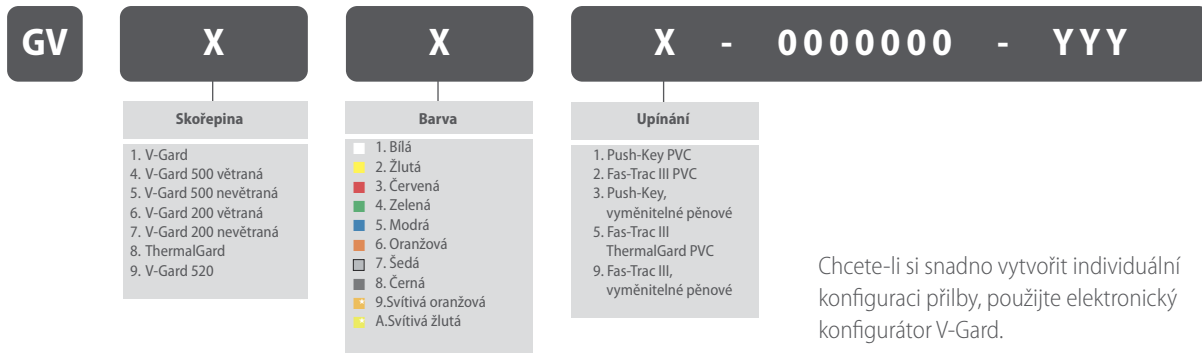 GV X X X - 0000000 - YYY
Skořepina
1. V-Gard
4. V-Gard 500 větraná
5. V-Gard 500 nevětraná
6. V-Gard 200 větraná
7. V-Gard 200 nevětraná
8. ThermalGard
9. V-Gard 520
Barva
1. Bílá
2. Žlutá
3. Červená
4. Zelená
5. Modrá
6. Oranžová
7. Šedá
8. Černá
9.Svítivá oranžová
A.Svítivá žlutá
Upínání
1. Push-Key PVC
2. Fas-Trac III PVC
3. Push-Key,
vyměnitelné pěnové
5. Fas-Trac III
ThermalGard PVC
9. Fas-Trac III,
vyměnitelné pěnové
Chcete-li si snadno vytvořit individuální
konfiguraci přilby, použijte elektronický
konfigurátor V-Gard.